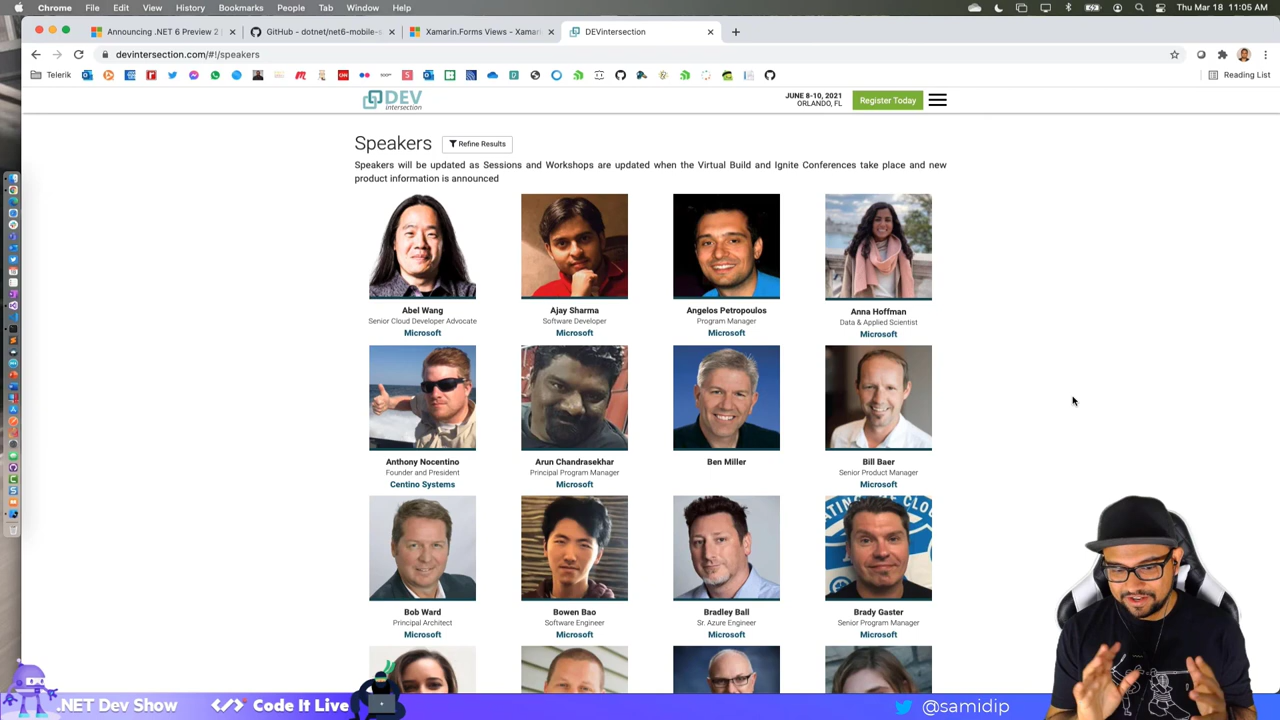 Chrome File Edit View History Bookmarks People Tab Window Help
Thu Mar 18 11:05 AM
Announcing .NET 6 Preview 2
GitHub - dotnet/net6-mobile-s
Xamarin.Forms Views - Xamar
DEVintersection
devintersection.com/#!/speakers
Telerik
Reading List
DEV
intersection
JUNE 8-10, 2021
ORLANDO, FL
Register Today
Speakers
Refine Results
Speakers will be updated as Sessions and Workshops are updated when the Virtual Build and Ignite Conferences take place and new
product information is announced
Abel Wang
Senior Cloud Developer Advocate
Microsoft
Ajay Sharma
Software Developer
Microsoft
Angelos Petropoulos
Program Manager
Microsoft
Anna Hoffman
Data & Applied Scientist
Microsoft
Anthony Nocentino
Founder and President
Centino Systems
Arun Chandrasekhar
Principal Program Manager
Microsoft
Ben Miller
Bill Baer
Senior Product Manager
Microsoft
Bob Ward
Principal Architect
Microsoft
Bowen Bao
Software Engineer
Microsoft
Bradley Ball
Sr. Azure Engineer
Microsoft
Brady Gaster
Senior Program Manager
Microsoft
.NET Dev Show
Code It Live
@samidip